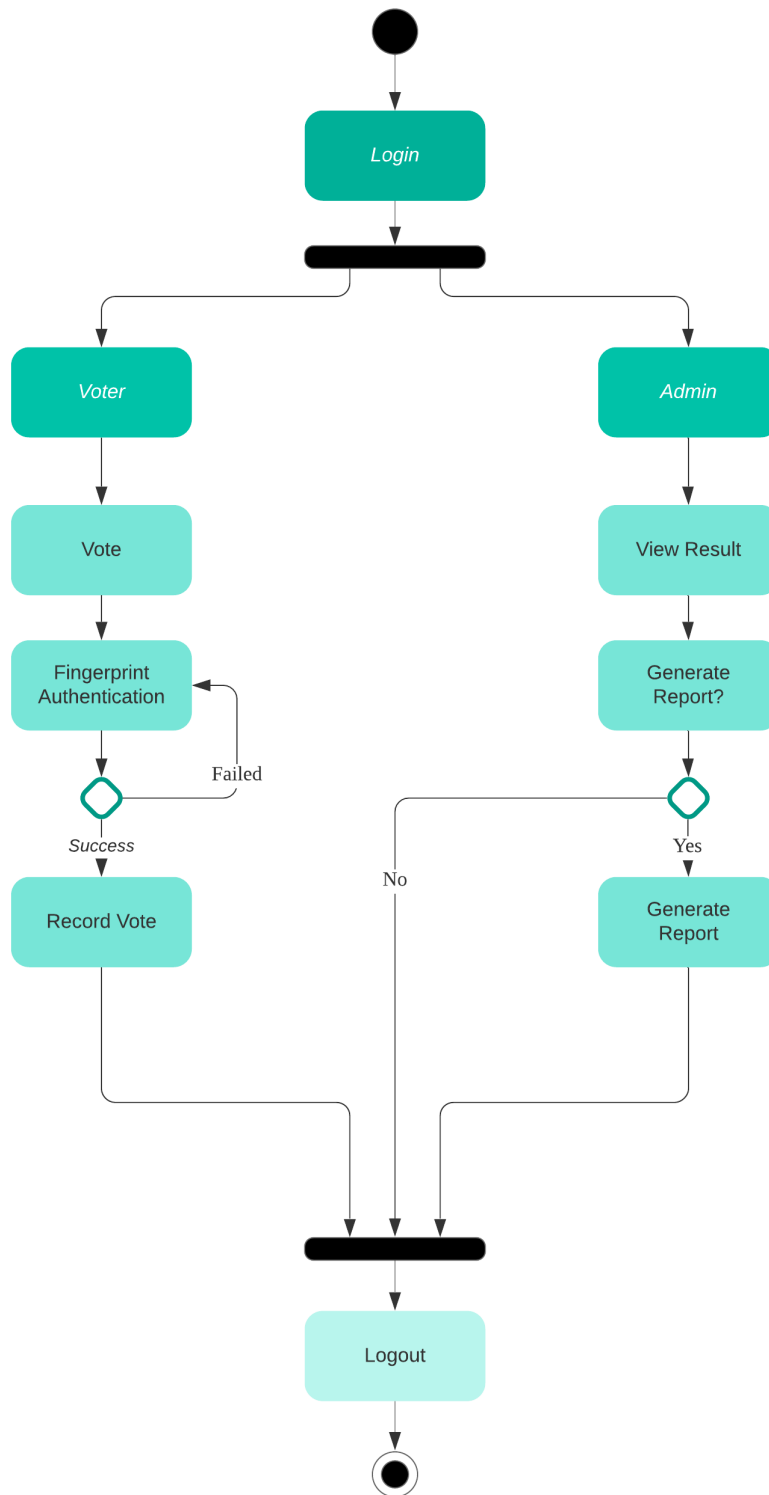 Login
Voter
Admin
Vote
View Result
Fingerprint
Authentication
Generate
Report?
Failed
Success
Yes
No
Record Vote
Generate
Report
Logout